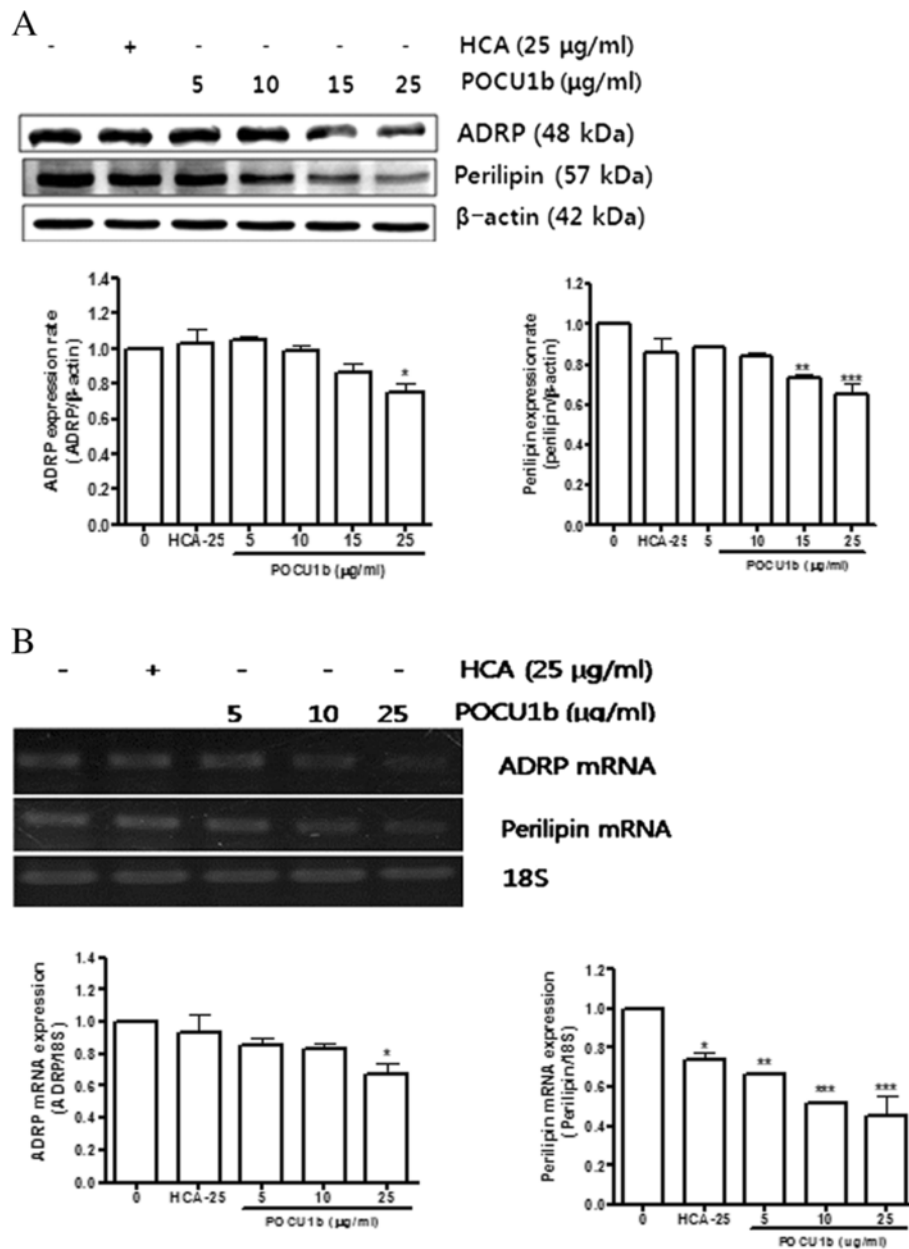 A
- + - - - - HCA (25 µg/ml)
5 10 15 25 POCU1b (µg/ml)
ADRP (48 kDa)
Perilipin (57 kDa)
β-actin (42 kDa)
ADRP expression rate
(ADRP/β-actin)
1.4
1.2
1.0
0.8
0.6
0.4
0.2
0.0
*
0 HCA-25 5 10 15 25
POCU1b (µg/ml)
Perilipin expression rate
(perilipin/β-actin)
1.2
1.0
0.8
0.6
0.4
0.2
0.0
** ***
0 HCA-25 5 10 15 25
POCU1b (µg/ml)
B
- + - - - HCA (25 µg/ml)
5 10 25 POCU1b (µg/ml)
ADRP mRNA
Perilipin mRNA
18S
ADRP mRNA expression
(ADRP/18S)
1.4
1.2
1.0
0.8
0.6
0.4
0.2
0.0
*
0 HCA-25 5 10 25
POCU1b (µg/ml)
Perilipin mRNA expression
(Perilipin/18S)
1.2
1.0
0.8
0.6
0.4
0.2
0.0
* ** *** ***
0 HCA-25 5 10 25
POCU1b (ug/ml)